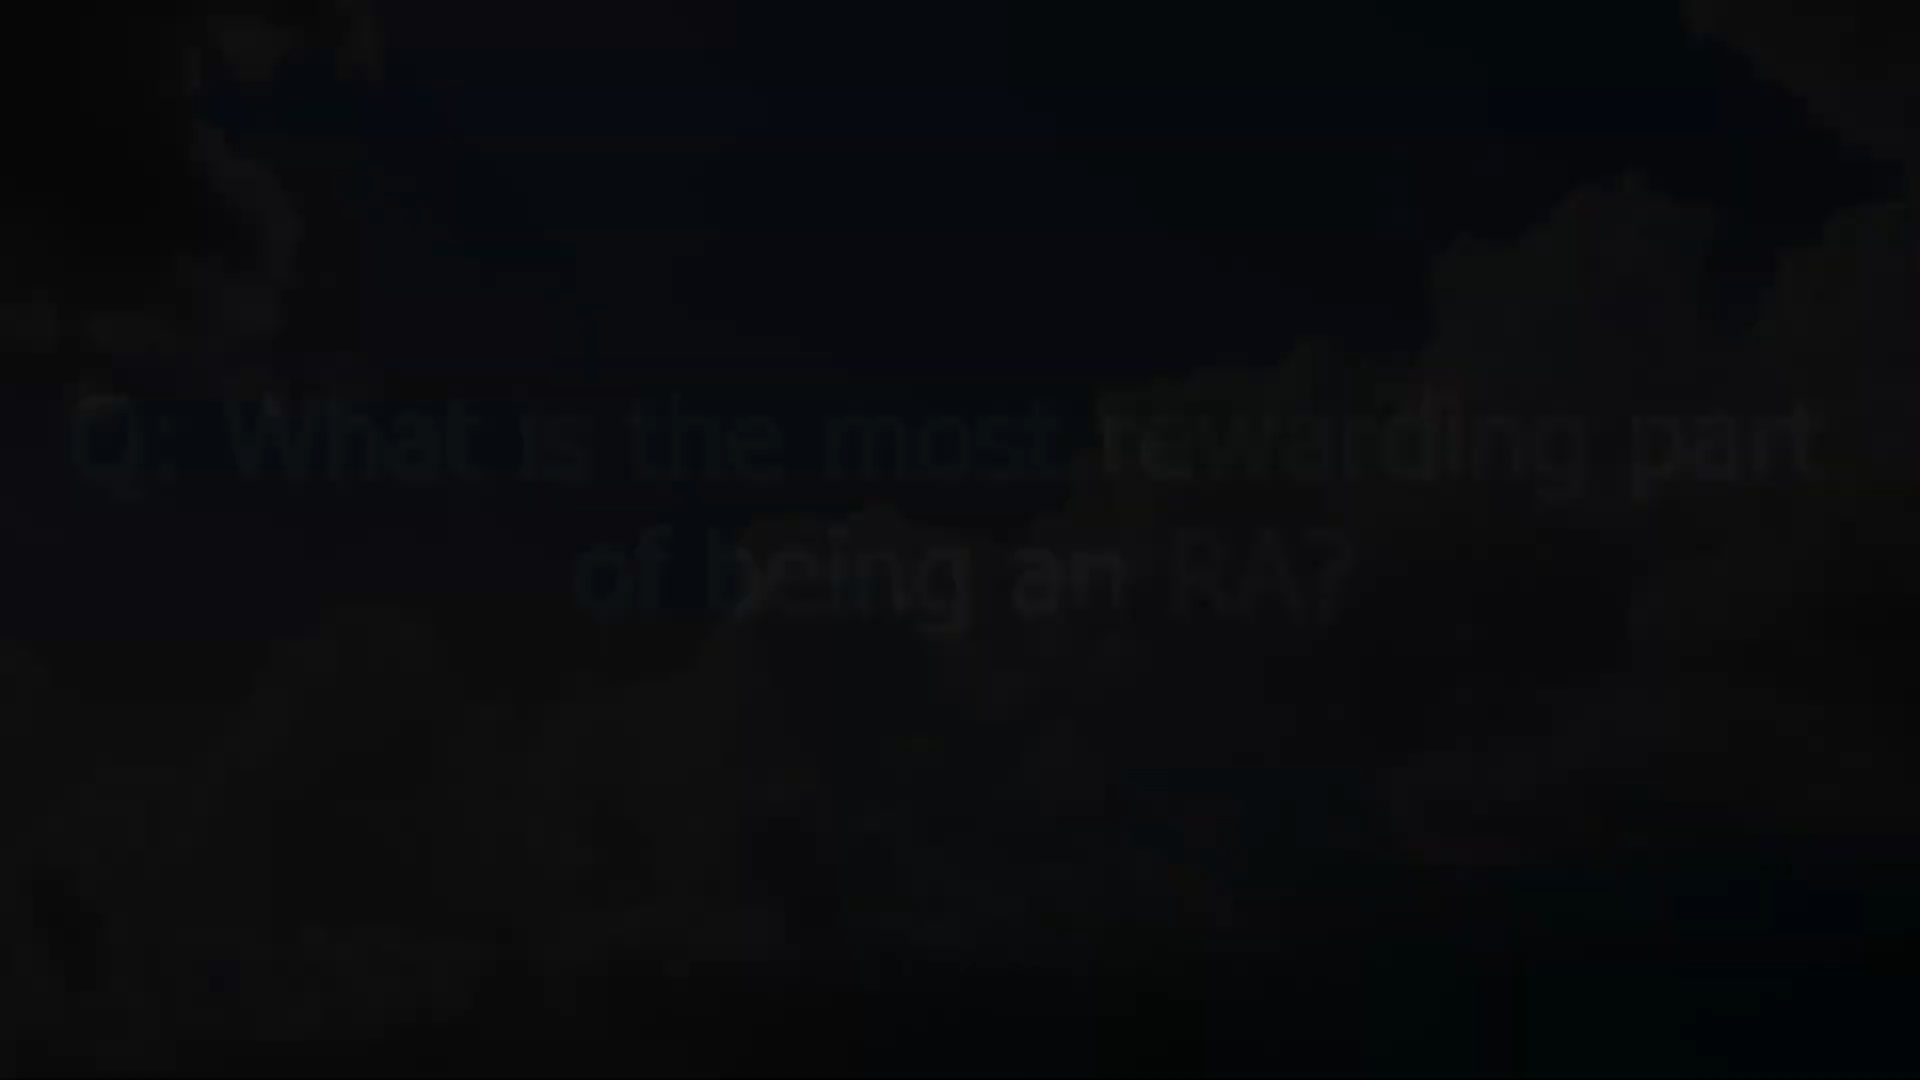 Q: What is the most rewarding part
of being an RA?